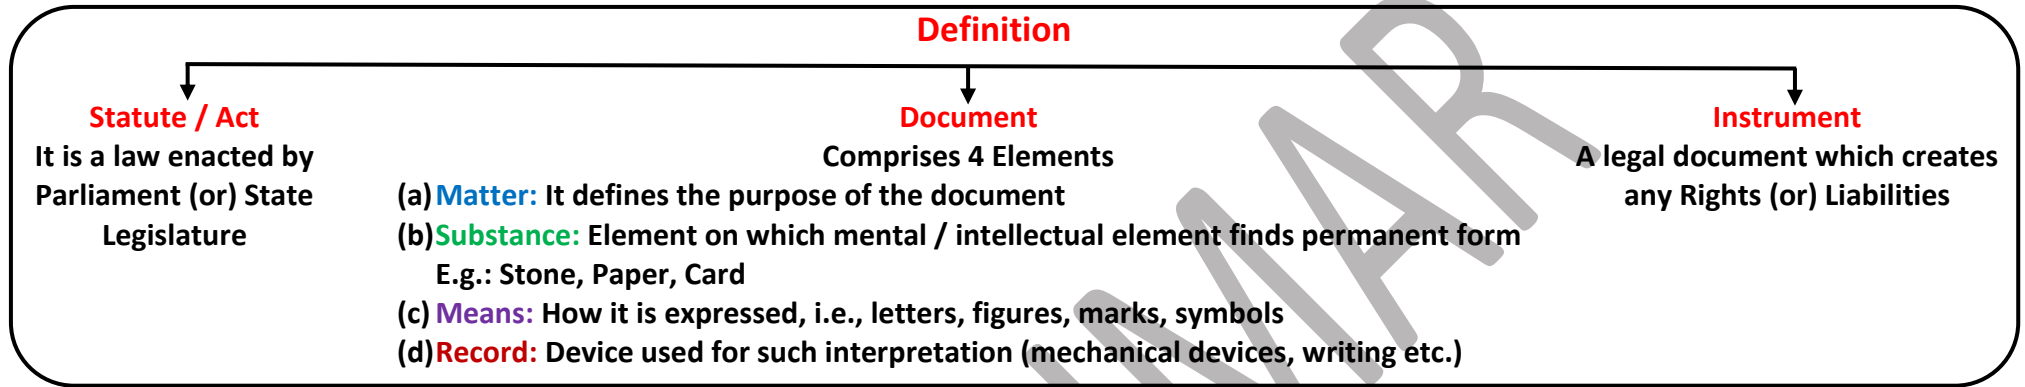 Definition
Statute / Act
It is a law enacted by
Parliament (or) State
Legislature
Document
Comprises 4 Elements
(a) Matter: It defines the purpose of the document
(b) Substance: Element on which mental / intellectual element finds permanent form
E.g.: Stone, Paper, Card
(c) Means: How it is expressed, i.e., letters, figures, marks, symbols
(d) Record: Device used for such interpretation (mechanical devices, writing etc.)
Instrument
A legal document which creates
any Rights (or) Liabilities